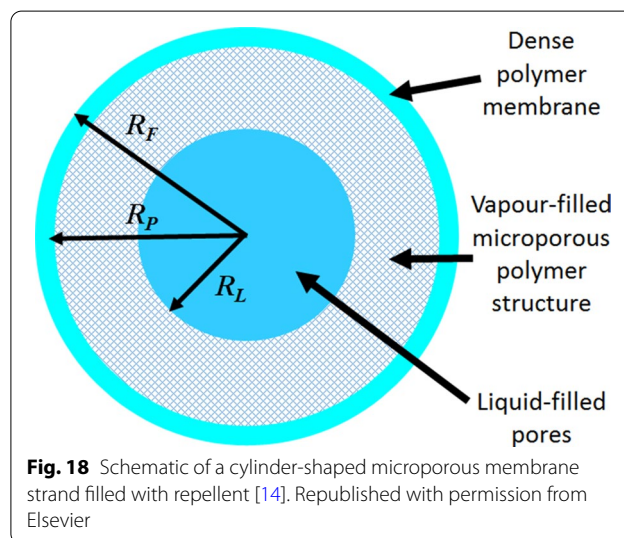 Dense
polymer
membrane
R_F
R_P
Vapour-filled
microporous
polymer
structure
R_L
Liquid-filled
pores
Fig. 18 Schematic of a cylinder-shaped microporous membrane
strand filled with repellent [14]. Republished with permission from
Elsevier